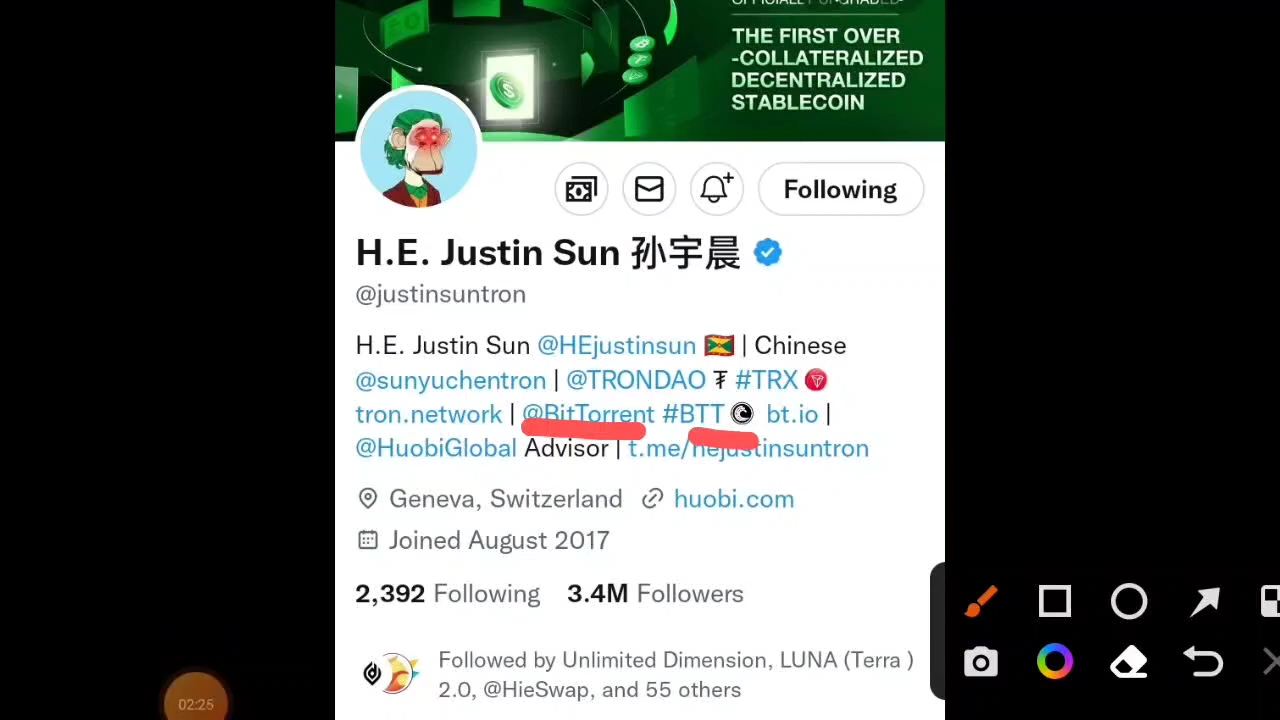 THE FIRST OVER
-COLLATERALIZED
DECENTRALIZED
STABLECOIN
Following
H.E. Justin Sun 孙宇晨
@justinsuntron
H.E. Justin Sun @HEjustinsun 🇬🇩 | Chinese
@sunyuchentron | @TRONDAO ₮ #TRX
tron.network | @BitTorrent #BTT bt.io |
@HuobiGlobal Advisor | t.me/hejustinsuntron
Geneva, Switzerland huobi.com
Joined August 2017
2,392 Following 3.4M Followers
Followed by Unlimited Dimension, LUNA (Terra )
2.0, @HieSwap, and 55 others
02:25